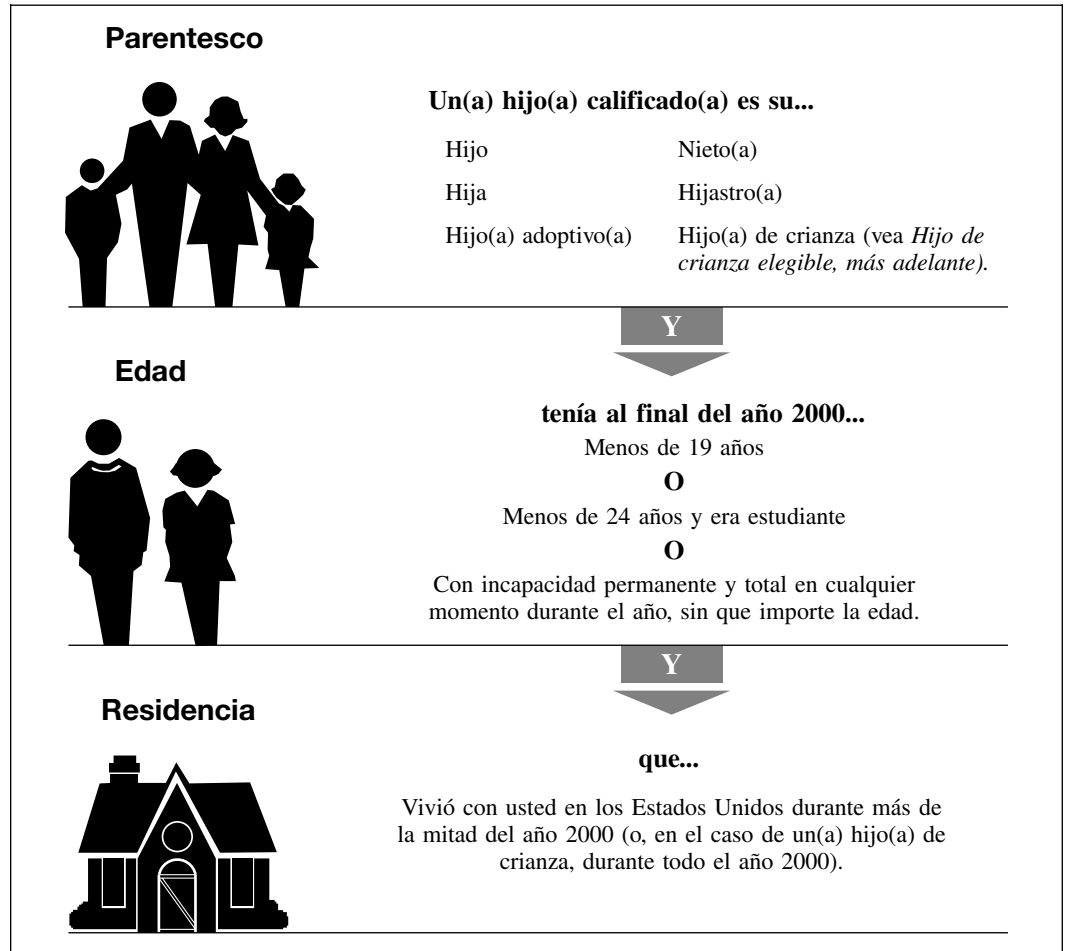 Parentesco
Un(a) hijo(a) calificado(a) es su...
Hijo
Nieto(a)
Hija
Hijastro(a)
Hijo(a) adoptivo(a)
Hijo(a) de crianza (vea Hijo de
crianza elegible, más adelante).
Y
Edad
tenía al final del año 2000...
Menos de 19 años
O
Menos de 24 años y era estudiante
O
Con incapacidad permanente y total en cualquier
momento durante el año, sin que importe la edad.
Y
Residencia
que...
Vivió con usted en los Estados Unidos durante más de
la mitad del año 2000 (o, en el caso de un(a) hijo(a) de
crianza, durante todo el año 2000).